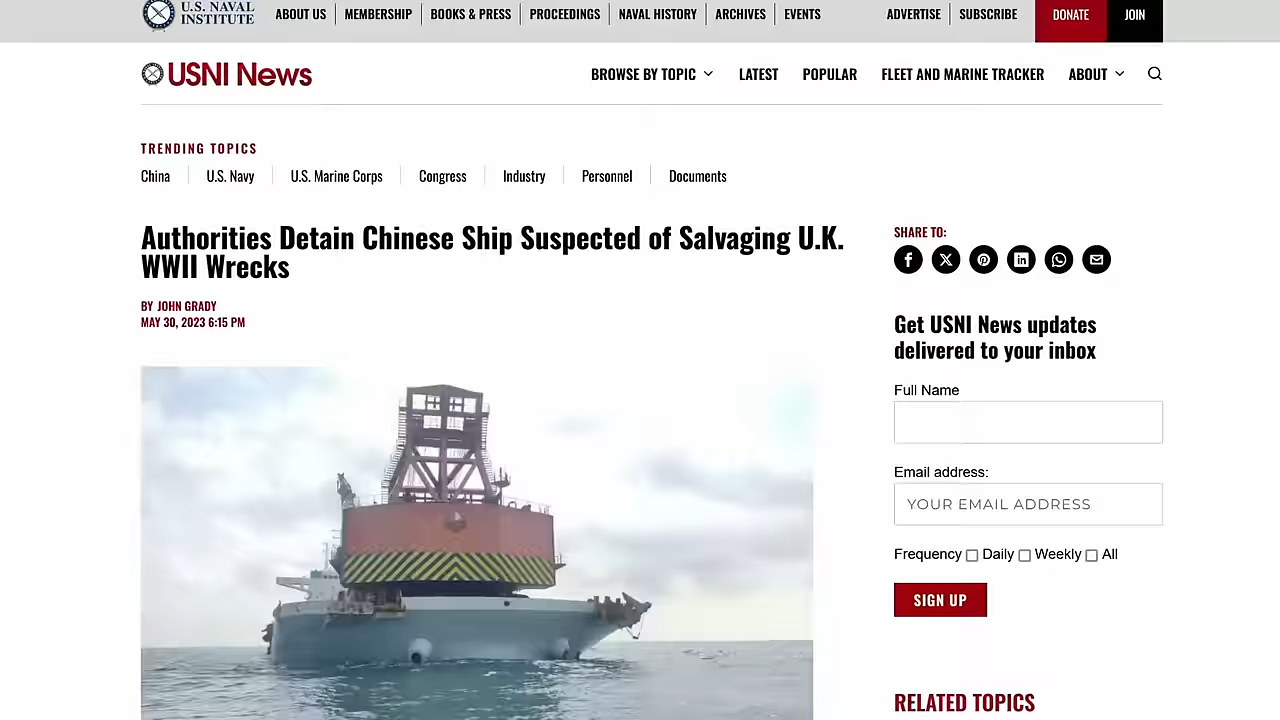 U.S. NAVAL
INSTITUTE
ABOUT US
MEMBERSHIP
BOOKS & PRESS
PROCEEDINGS
NAVAL HISTORY
ARCHIVES
EVENTS
ADVERTISE
SUBSCRIBE
DONATE
JOIN
USNI News
BROWSE BY TOPIC
LATEST
POPULAR
FLEET AND MARINE TRACKER
ABOUT
TRENDING TOPICS
China
U.S. Navy
U.S. Marine Corps
Congress
Industry
Personnel
Documents
Authorities Detain Chinese Ship Suspected of Salvaging U.K.
WWII Wrecks
BY JOHN GRADY
MAY 30, 2023 6:15 PM
SHARE TO:
Get USNI News updates
delivered to your inbox
Full Name
Email address:
YOUR EMAIL ADDRESS
Frequency Daily Weekly All
SIGN UP
RELATED TOPICS